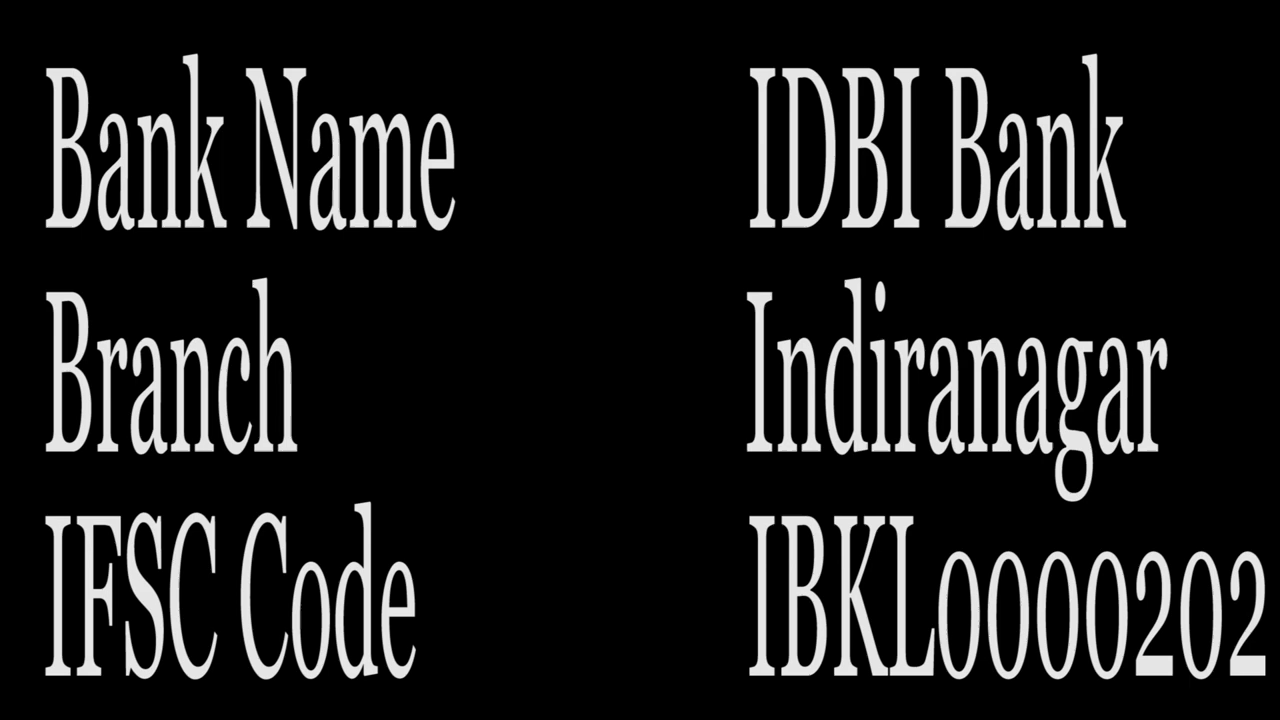 Bank Name IDBI Bank
Branch Indiranagar
IFSC Code IBKL0000202